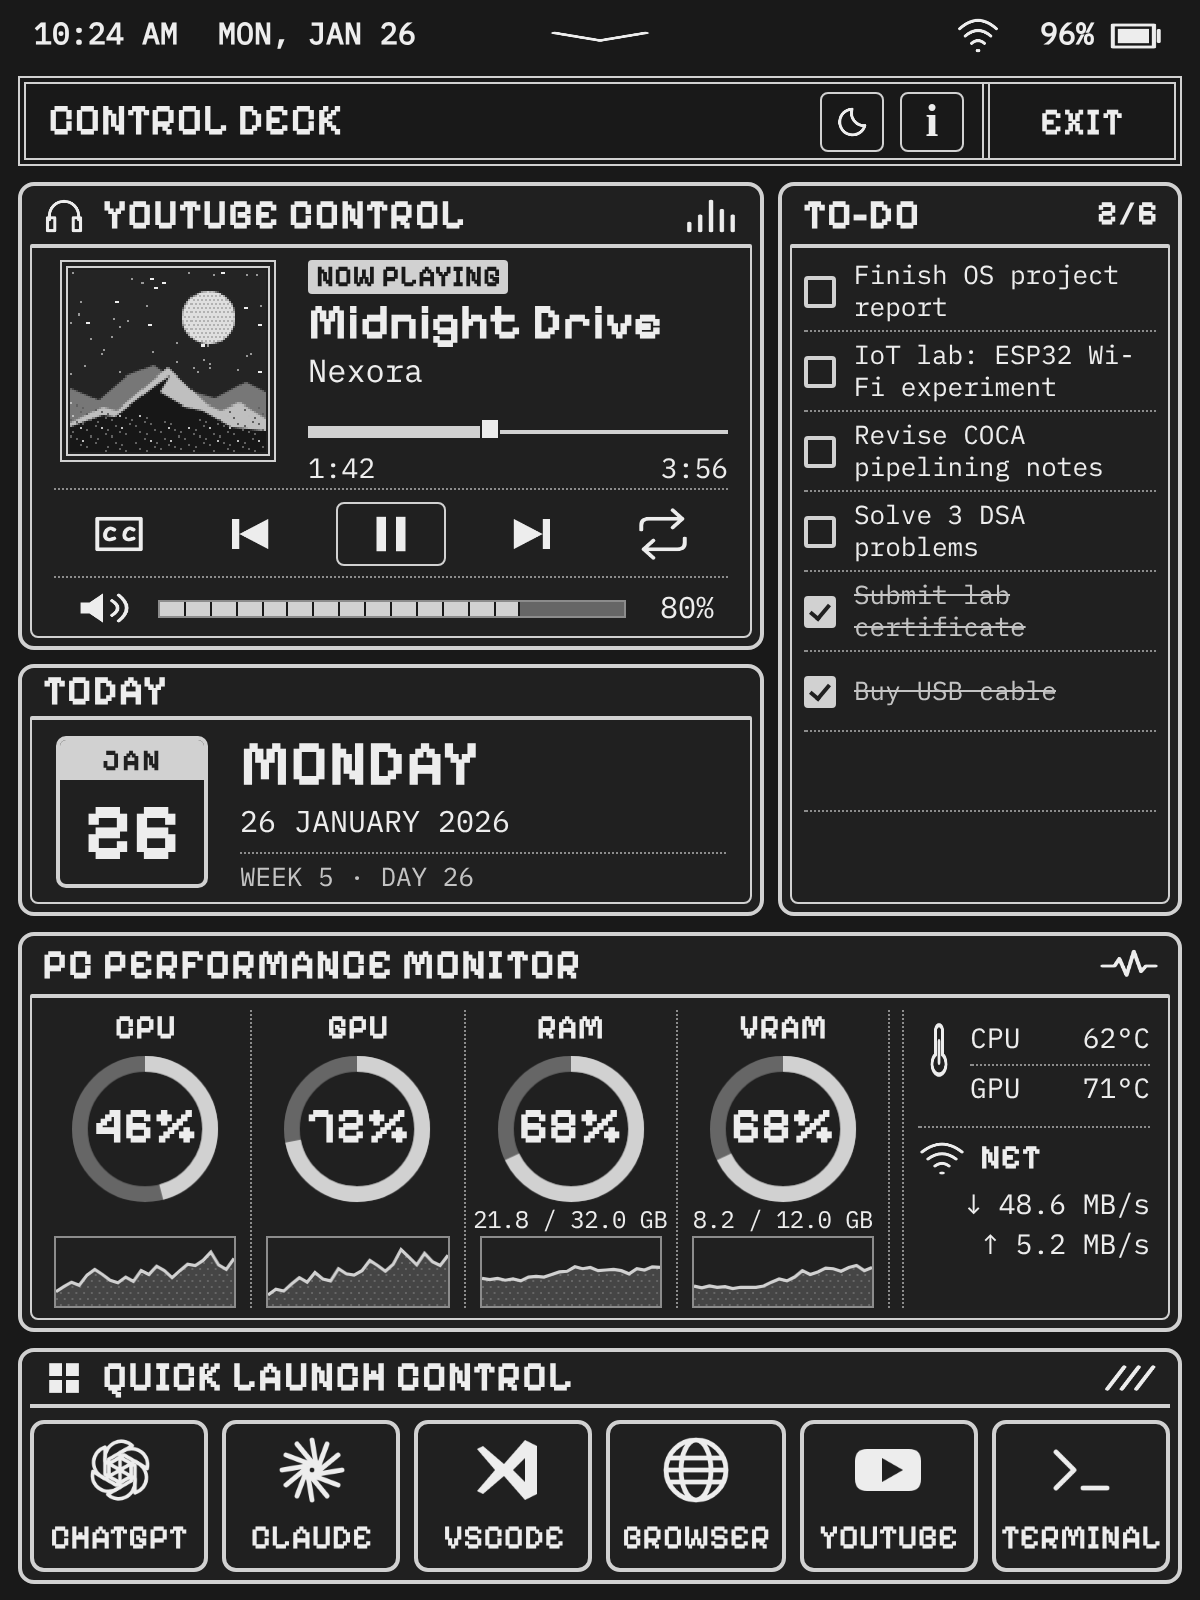 10:24 AM MON, JAN 26 96%
CONTROL DECK i EXIT
YOUTUBE CONTROL
NOW PLAYING
Midnight Drive
Nexora
1:42 3:56
CC
80%
TO-DO 2/6
Finish OS project
report
IoT lab: ESP32 Wi-
Fi experiment
Revise COCA
pipelining notes
Solve 3 DSA
problems
Submit lab
certificate
Buy USB cable
TODAY
JAN
26
MONDAY
26 JANUARY 2026
WEEK 5 · DAY 26
PC PERFORMANCE MONITOR
CPU
46%
GPU
72%
RAM
68%
21.8 / 32.0 GB
VRAM
68%
8.2 / 12.0 GB
CPU 62°C
GPU 71°C
NET
↓ 48.6 MB/s
↑ 5.2 MB/s
QUICK LAUNCH CONTROL
CHATGPT
CLAUDE
VSCODE
BROWSER
YOUTUBE
TERMINAL